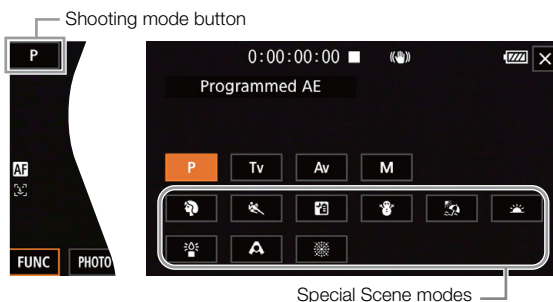 Shooting mode button
P
0:00:00:00
Programmed AE
P Tv Av M
AF
FUNC PHOTO
Special Scene modes